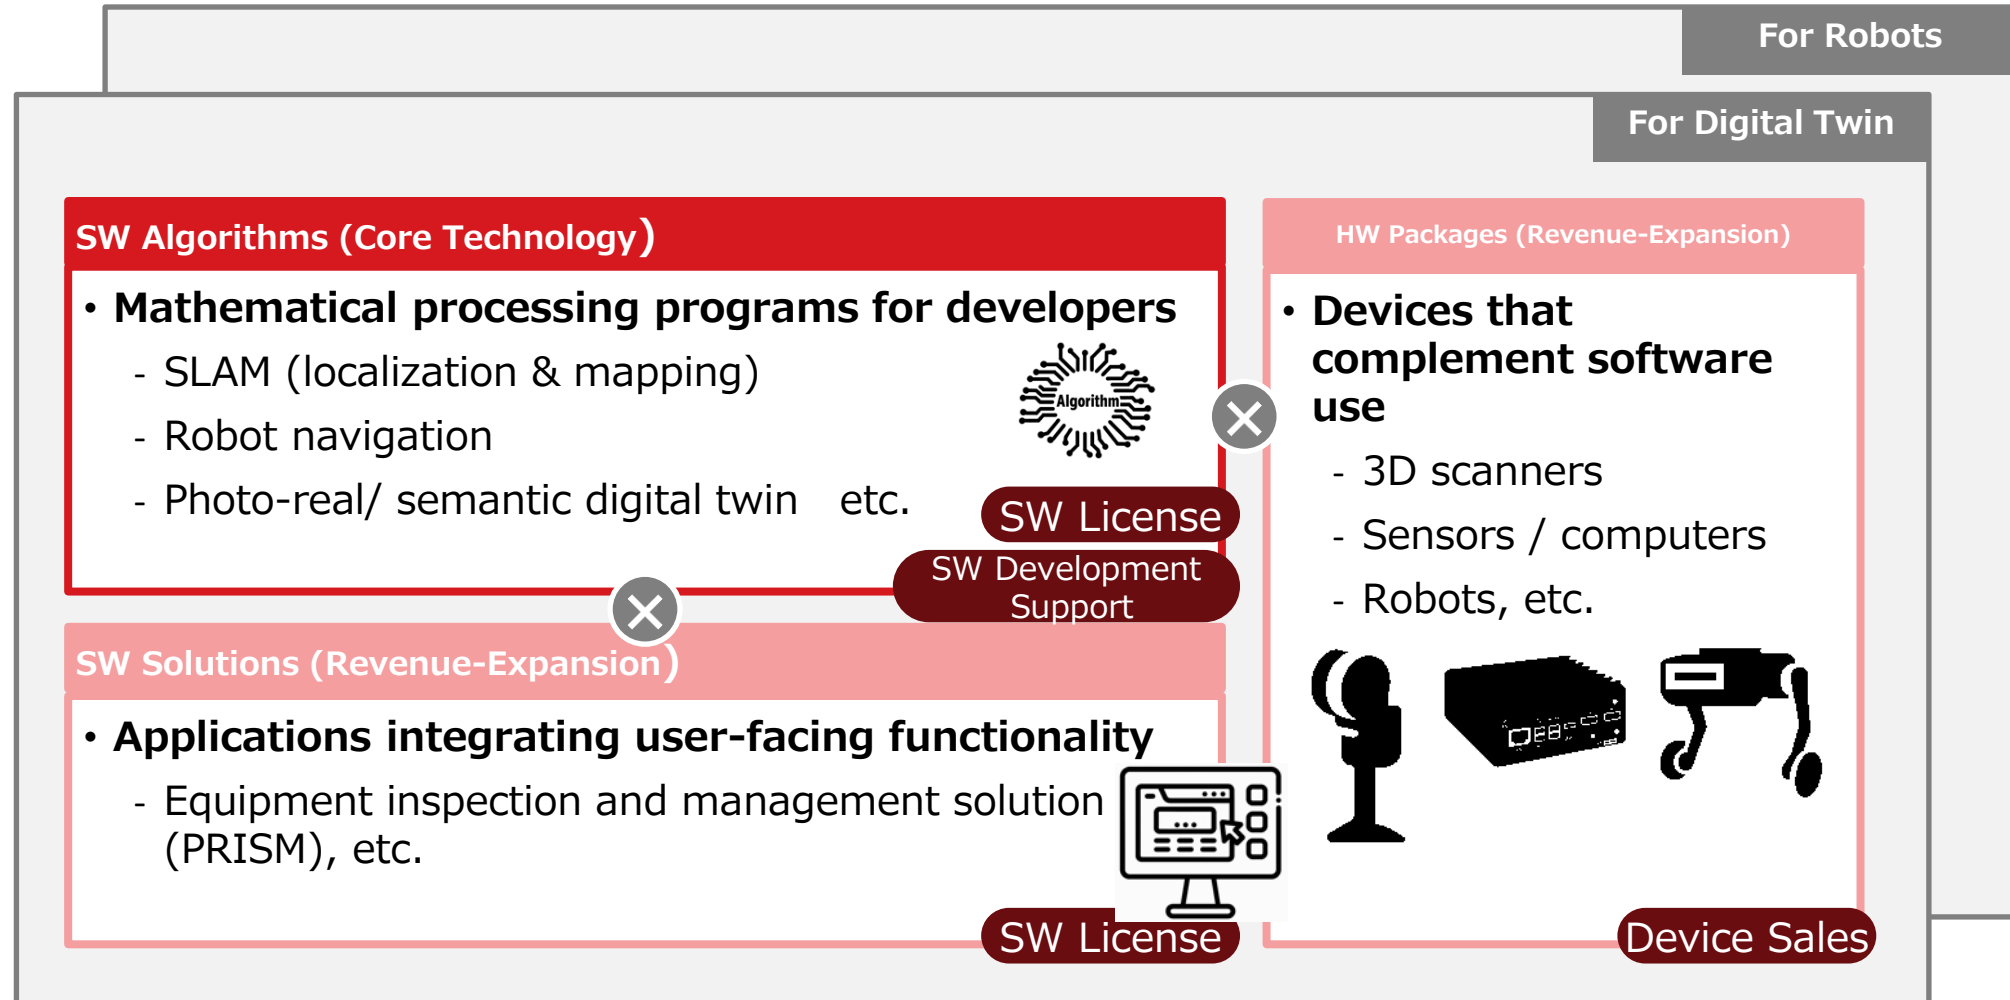 For Robots
For Digital Twin
SW Algorithms (Core Technology)
• Mathematical processing programs for developers
- SLAM (localization & mapping)
- Robot navigation
- Photo-real/ semantic digital twin etc.
Algorithm
SW License
SW Development
Support
×
SW Solutions (Revenue-Expansion)
• Applications integrating user-facing functionality
- Equipment inspection and management solution
(PRISM), etc.
SW License
×
HW Packages (Revenue-Expansion)
• Devices that
complement software
use
- 3D scanners
- Sensors / computers
- Robots, etc.
Device Sales